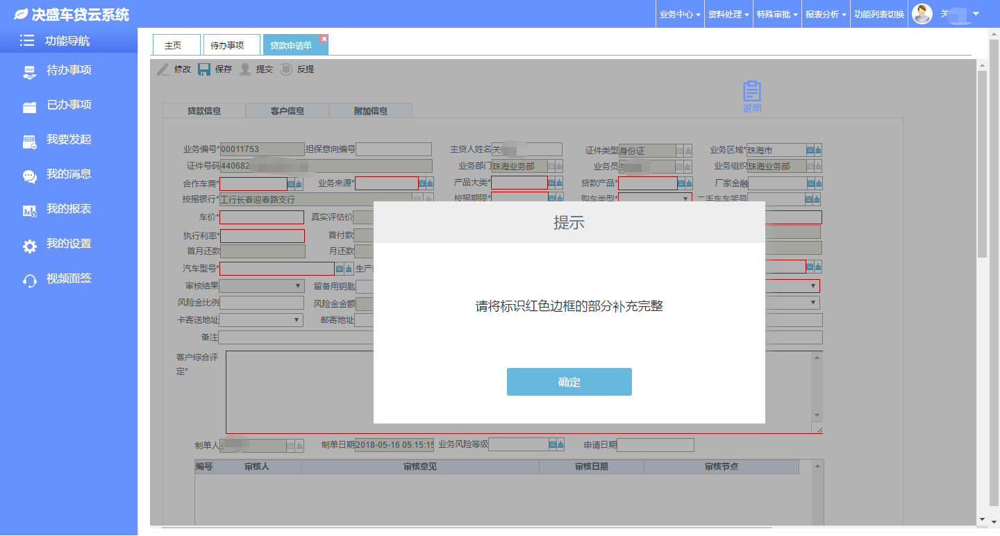 决盛车贷云系统
业务中心 资料处理 特殊审批 报表分析 功能列表切换 关
功能导航
待办事项
已办事项
我要发起
我的消息
我的报表
我的设置
视频面签
主页 待办事项 贷款申请单
修改 保存 提交 反提
说明
贷款信息 客户信息 附加信息
业务编号* 00011753 担保意向编号 主贷人姓名 关 证件类型 身份证 业务区域* 珠海市
证件号码 440682 业务部门 珠海业务部 业务员 业务组织 珠海业务部
合作车商* 业务来源* 产品大类* 贷款产品* 厂家金融
按揭银行* 工行长春迎春路支行 按揭期限* 购车类型* 二手车车架号
车价* 真实评估价
执行利率* 首付款
首月还款 月还款
汽车型号* 生产
审核结果 留备用钥匙
风险金比例 风险金金额
卡寄送地址 邮寄地址
备注
客户综合评
定*
提示
请将标识红色边框的部分补充完整
确定
制单人 制单日期 2018-05-16 05:15:15 业务风险等级 申请日期
编号 审核人 审核意见 审核日期 审核节点